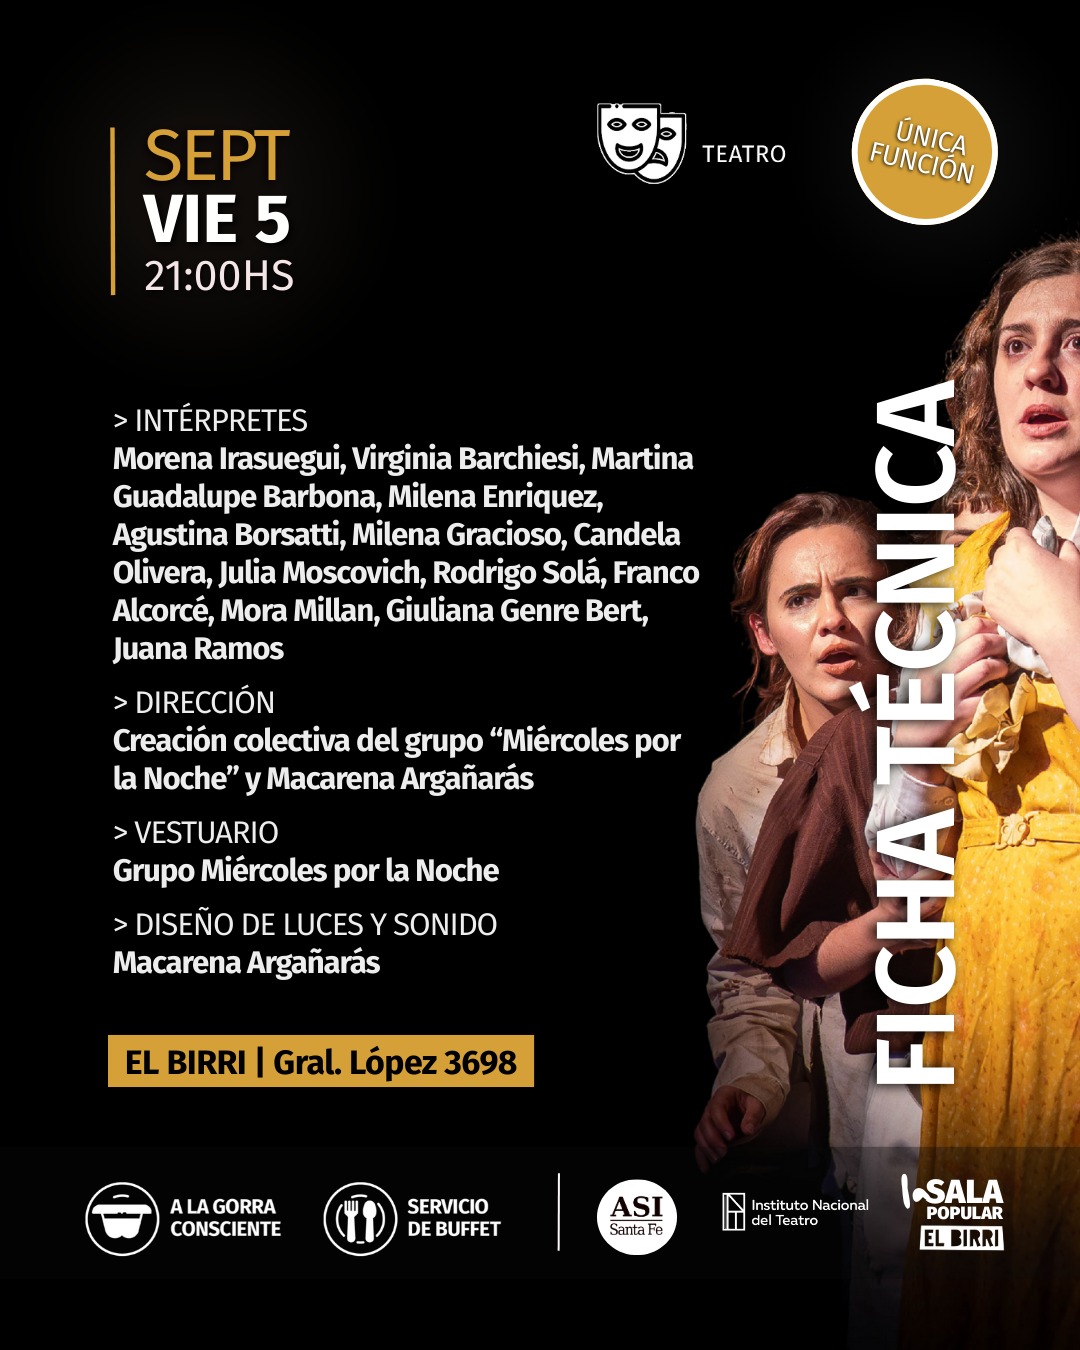 SEPT
VIE 5
21:00HS
TEATRO
ÚNICA
FUNCIÓN
> INTÉRPRETES
Morena Irasuegui, Virginia Barchiesi, Martina
Guadalupe Barbona, Milena Enriquez,
Agustina Borsatti, Milena Gracioso, Candela
Olivera, Julia Moscovich, Rodrigo Solá, Franco
Alcorcé, Mora Millan, Giuliana Genre Bert,
Juana Ramos
> DIRECCIÓN
Creación colectiva del grupo “Miércoles por
la Noche” y Macarena Argañarás
> VESTUARIO
Grupo Miércoles por la Noche
> DISEÑO DE LUCES Y SONIDO
Macarena Argañarás
FICHA TÈCNICA
EL BIRRI | Gral. López 3698
A LA GORRA
CONSCIENTE
SERVICIO
DE BUFFET
ASI
Santa Fe
Instituto Nacional
del Teatro
SALA
POPULAR
EL BIRRI